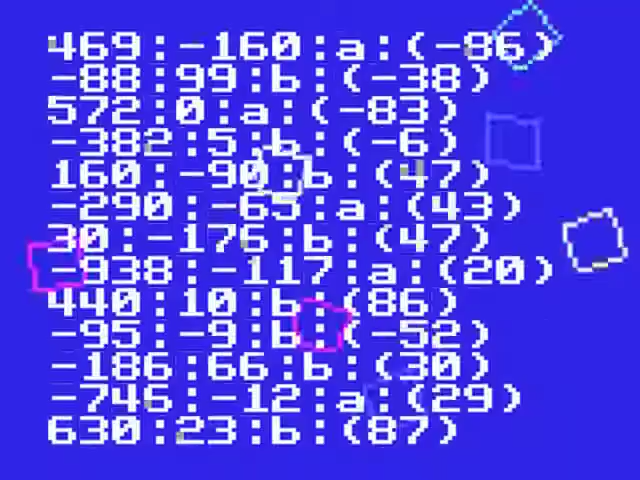 469:-160:a:(-86)
-88:99:b:(-38)
572:0:a:(-83)
-382:5:b:(-6)
160:-90:b:(47)
-290:-65:a:(43)
30:-176:b:(47)
-938:-117:a:(20)
440:10:b:(86)
-95:-9:b:(-52)
-186:66:b:(30)
-746:-12:a:(29)
630:23:b:(87)